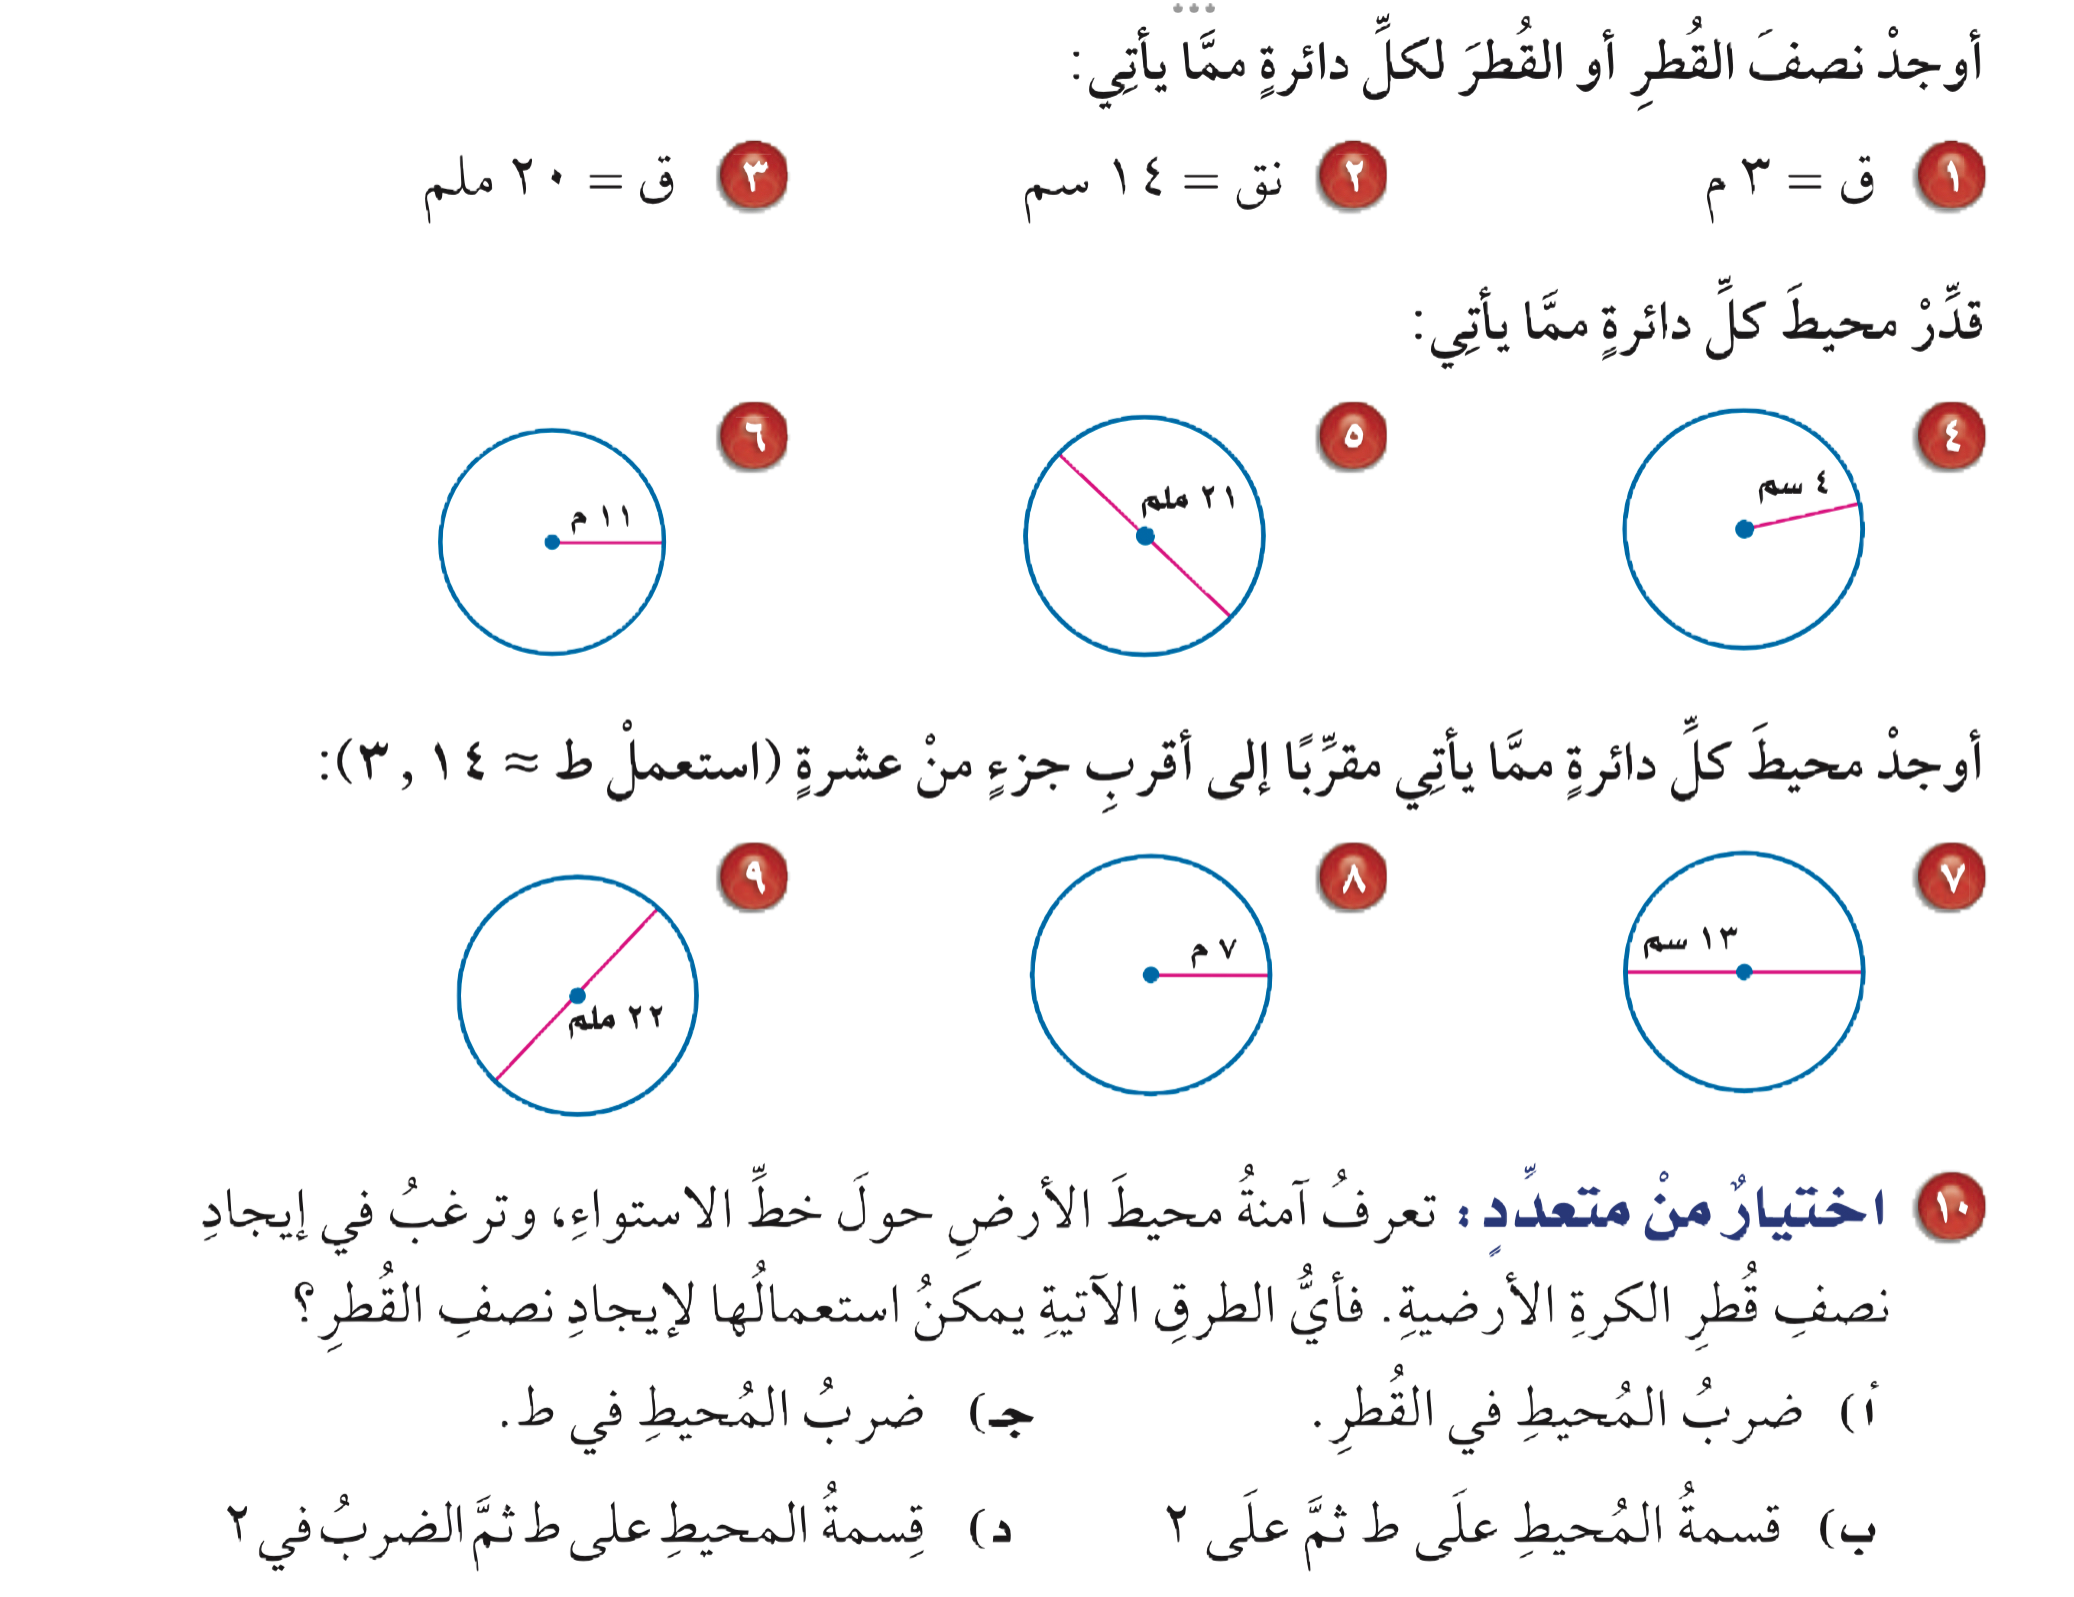 أوجدْ نصفَ القُطرِ أو القُطرَ لكلِّ دائرةٍ ممَّا يأتِي:
١ ق = ٣ م ٢ نق = ١٤ سم ٣ ق = ٢٠ ملم
قدِّرْ محيطَ كلِّ دائرةٍ ممَّا يأتِي:
٤ ٥ ٦
٤ سم ٢١ ملم ١١ م
أوجدْ محيطَ كلِّ دائرةٍ ممَّا يأتِي مقرِّبًا إلى أقربِ جزءٍ منْ عشرةٍ (استعملْ ط ≈ ٣,١٤):
٧ ٨ ٩
١٣ سم ٧ م ٢٢ ملم
١٠ اختيارٌ منْ متعدِّدٍ: تعرفُ آمنةُ محيطَ الأرضِ حولَ خطِّ الاستواءِ، وترغبُ في إيجادِ
نصفِ قُطرِ الكرةِ الأرضيةِ. فأيُّ الطرقِ الآتيةِ يمكنُ استعمالُها لإيجادِ نصفِ القُطرِ؟
أ) ضربُ المُحيطِ في القُطرِ. جـ) ضربُ المُحيطِ في ط.
ب) قسمةُ المُحيطِ علَى ط ثمَّ علَى ٢ د) قِسمةُ المحيطِ على ط ثمَّ الضربُ في ٢